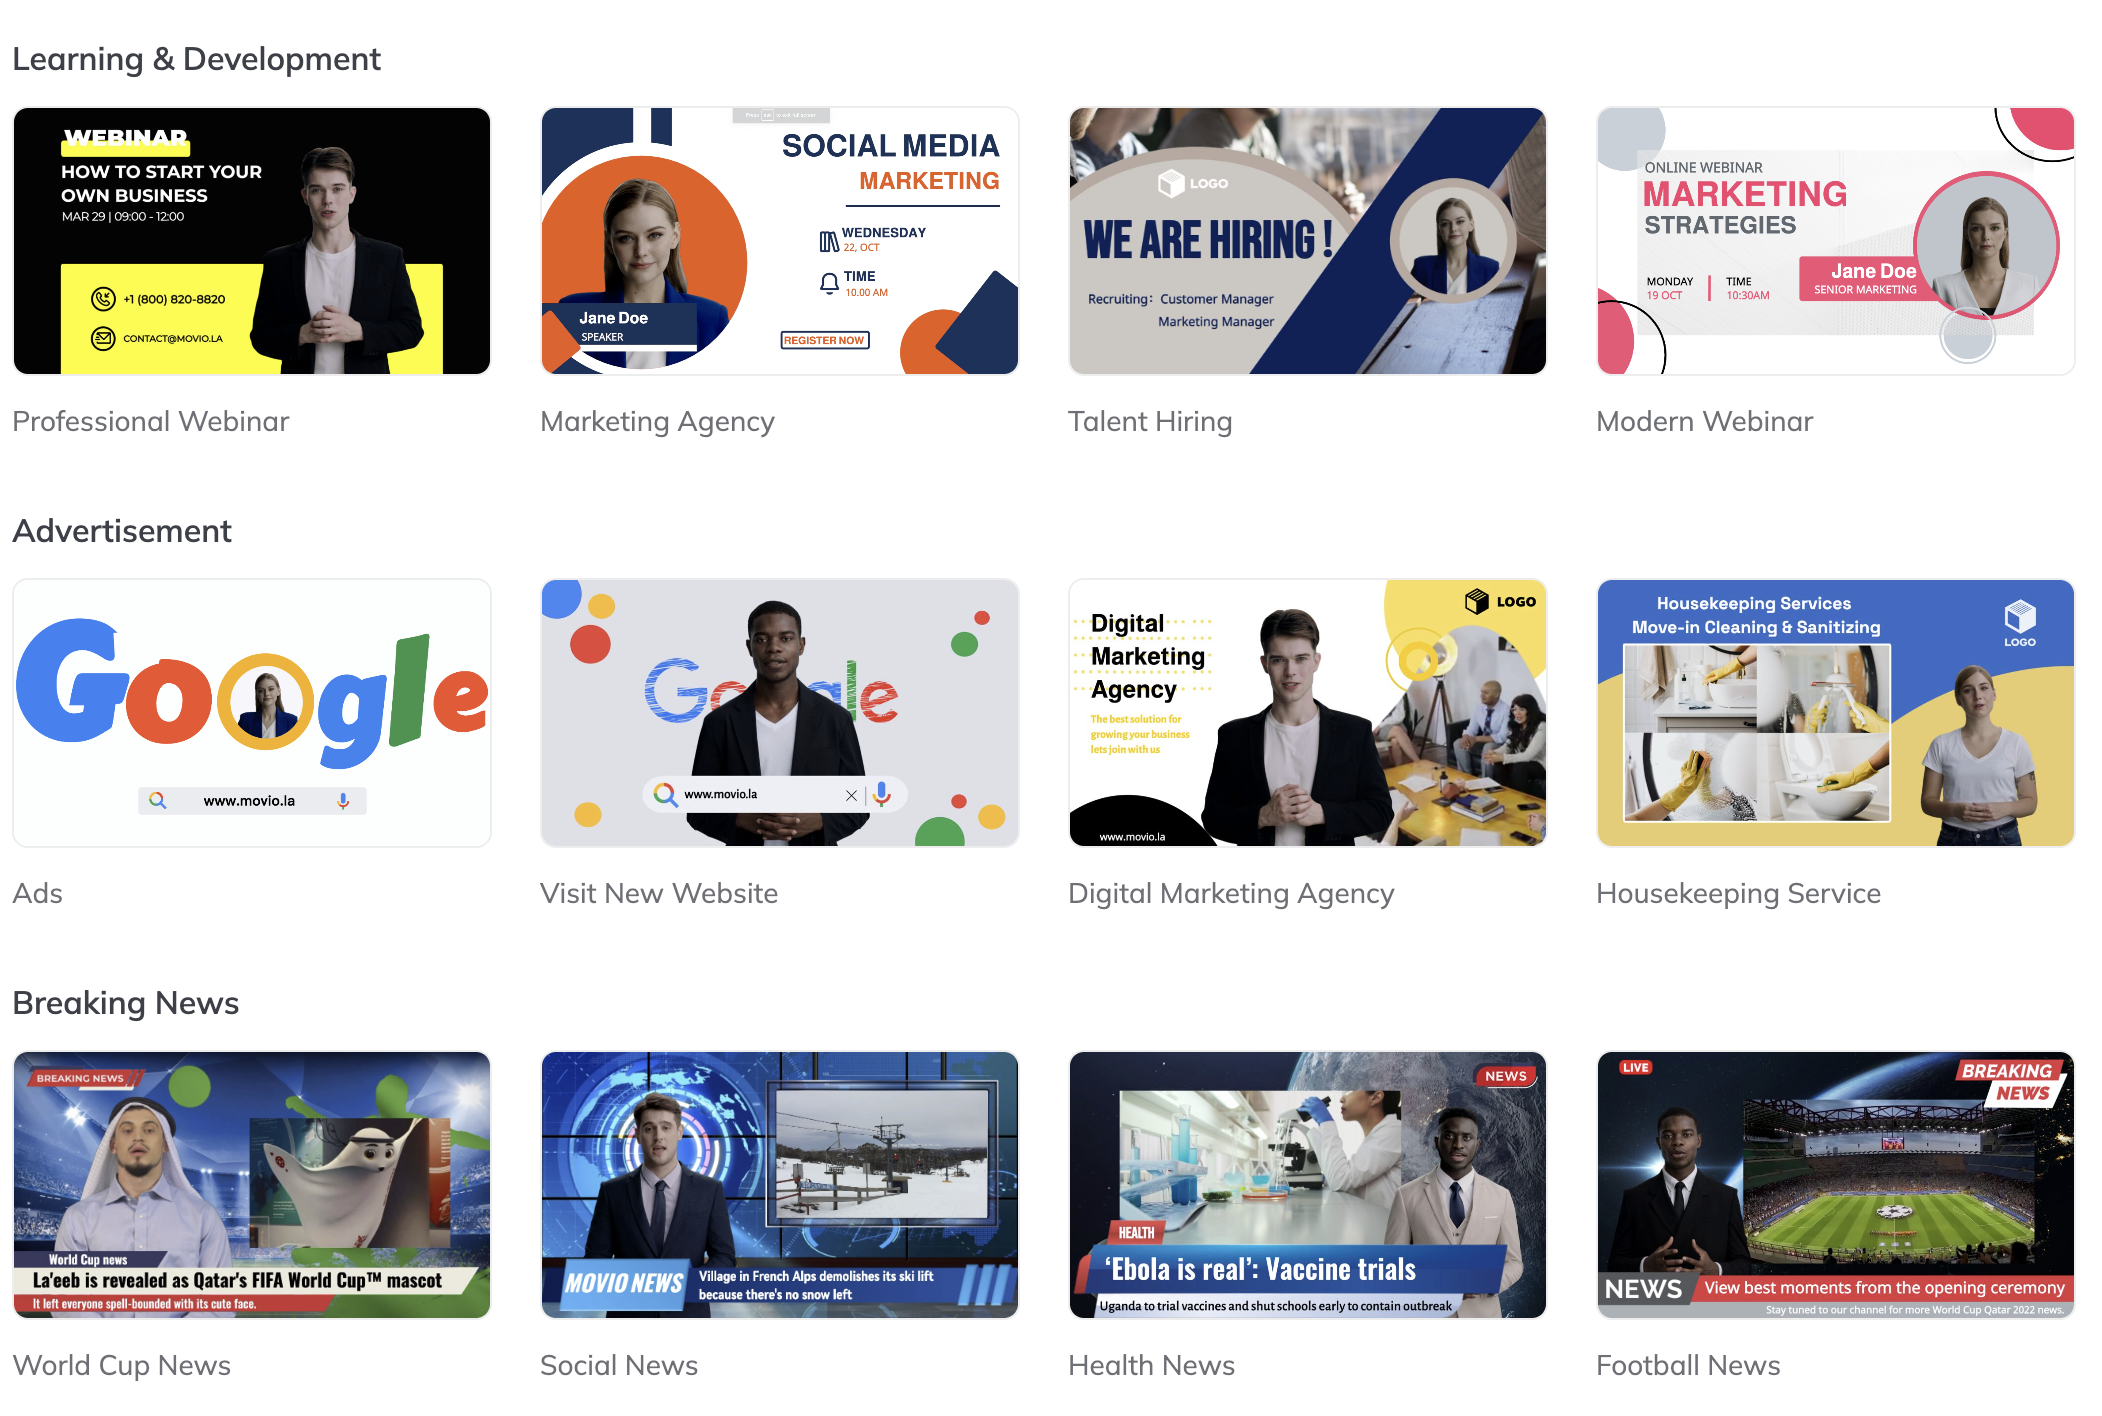 Learning & Development
WEBINAR
HOW TO START YOUR
OWN BUSINESS
MAR 29 | 09:00 - 12:00
+1 (800) 820-8820
CONTACT@MOVIO.LA
Professional Webinar
Press esc to exit full screen
SOCIAL MEDIA
MARKETING
WEDNESDAY
22, OCT
TIME
10.00 AM
Jane Doe
SPEAKER
REGISTER NOW
Marketing Agency
LOGO
WE ARE HIRING !
Recruiting: Customer Manager
Marketing Manager
Talent Hiring
ONLINE WEBINAR
MARKETING
STRATEGIES
MONDAY
19 OCT
TIME
10:30AM
Jane Doe
SENIOR MARKETING
Modern Webinar
Advertisement
Google
www.movio.la
Ads
Google
www.movio.la
Visit New Website
LOGO
Digital
Marketing
Agency
The best solution for
growing your business
lets join with us
www.movio.la
Digital Marketing Agency
Housekeeping Services
Move-in Cleaning & Sanitizing
LOGO
Housekeeping Service
Breaking News
BREAKING NEWS
World Cup news
La'eeb is revealed as Qatar's FIFA World Cup™ mascot
It left everyone spell-bounded with its cute face.
World Cup News
MOVIO NEWS
Village in French Alps demolishes its ski lift
because there's no snow left
Social News
NEWS
HEALTH
‘Ebola is real’: Vaccine trials
Uganda to trial vaccines and shut schools early to contain outbreak
Health News
LIVE
BREAKING
NEWS
NEWS
View best moments from the opening ceremony
Stay tuned to our channel for more World Cup Qatar 2022 news.
Football News